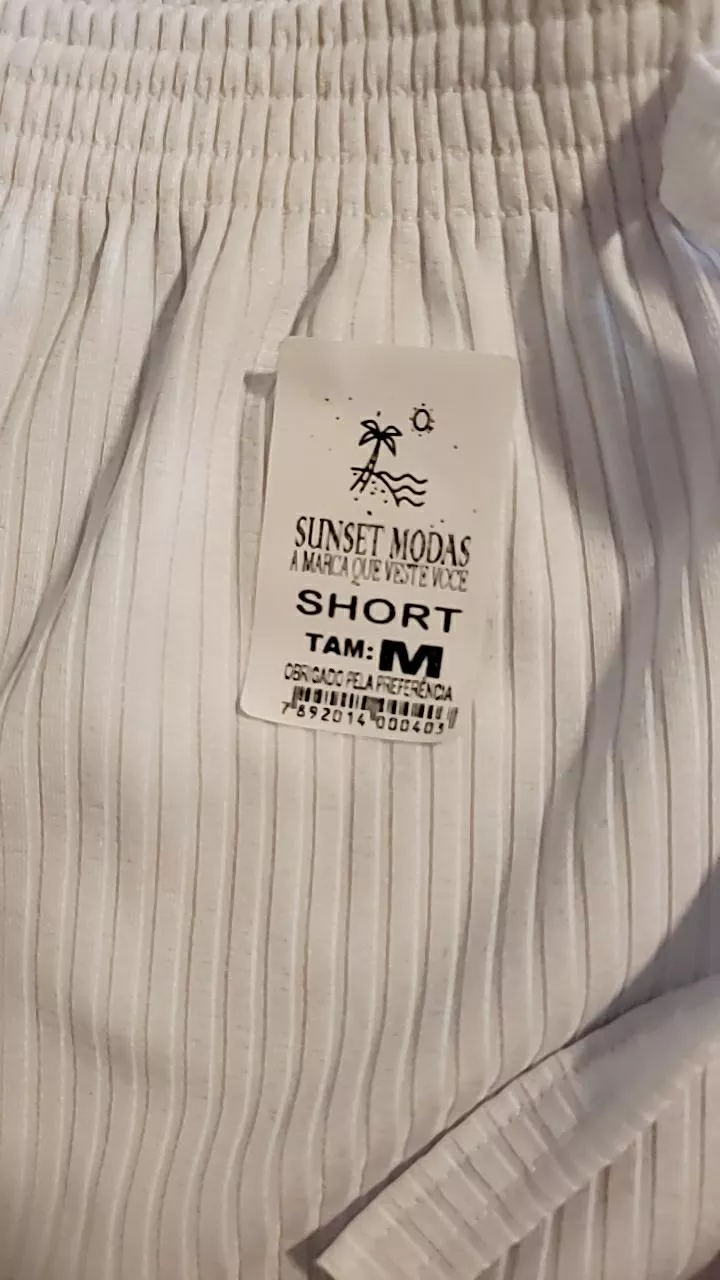 SUNSET MODAS
A MARCA QUE VESTE VOCE
SHORT
TAM: M
OBRIGADO PELA PREFERÊNCIA
7 892014 000403